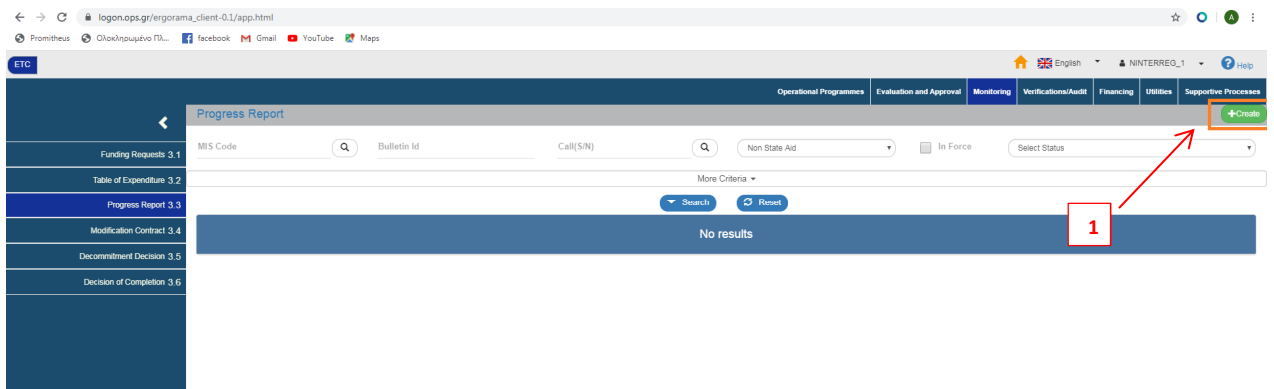 logon.ops.gr/ergorama_client-0.1/app.html
A
Promitheus Ολοκληρωμένο Πλ... facebook Gmail YouTube Maps
ETC English NINTERREG_1 Help
Operational Programmes Evaluation and Approval Monitoring Verifications/Audit Financing Utilities Supportive Processes
Progress Report +Create
Funding Requests 3.1
Table of Expenditure 3.2
Progress Report 3.3
Modification Contract 3.4
Decommitment Decision 3.5
Decision of Completion 3.6
MIS Code Bulletin Id Call(S/N) Non State Aid In Force Select Status
More Criteria
Search Reset
No results
1